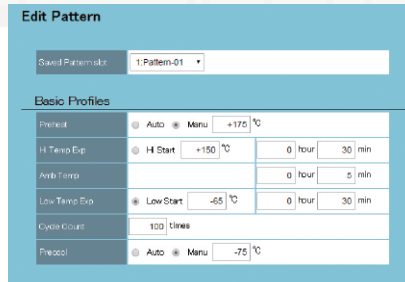 Edit Pattern
Saved Pattern slot 1:Pattern-01
Basic Profiles
Preheat Auto Manu +175 °C
Hi Temp Exp Hi Start +150 °C 0 hour 30 min
Amb Temp 0 hour 5 min
Low Temp Exp Low Start -65 °C 0 hour 30 min
Cycle Count 100 times
Precool Auto Manu -75 °C